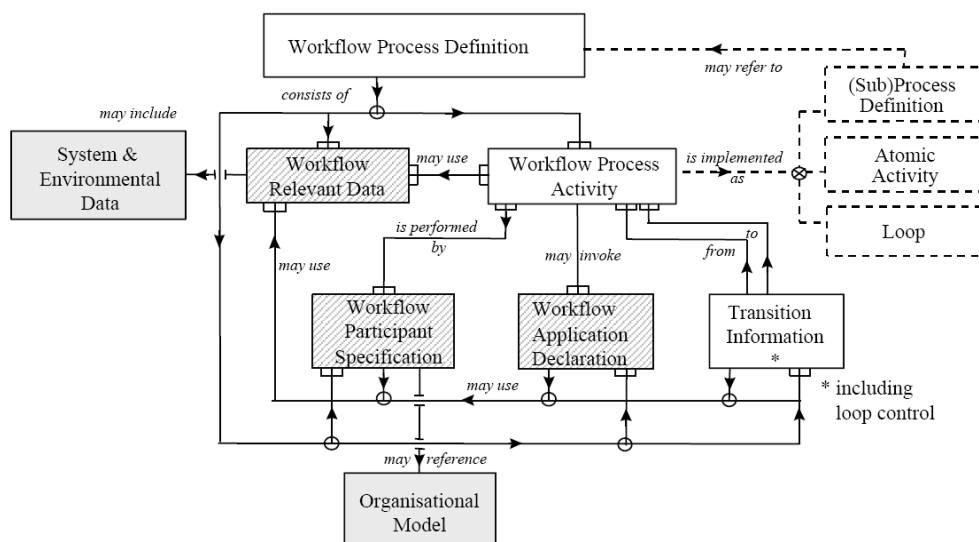 Workflow Process Definition
may refer to
(Sub)Process
Definition
consists of
may include
System &
Environmental
Data
Workflow
Relevant Data
may use
Workflow Process
Activity
is implemented
as
Atomic
Activity
Loop
is performed
by
may invoke
to
from
may use
Workflow
Participant
Specification
Workflow
Application
Declaration
Transition
Information
*
may use
* including
loop control
may reference
Organisational
Model